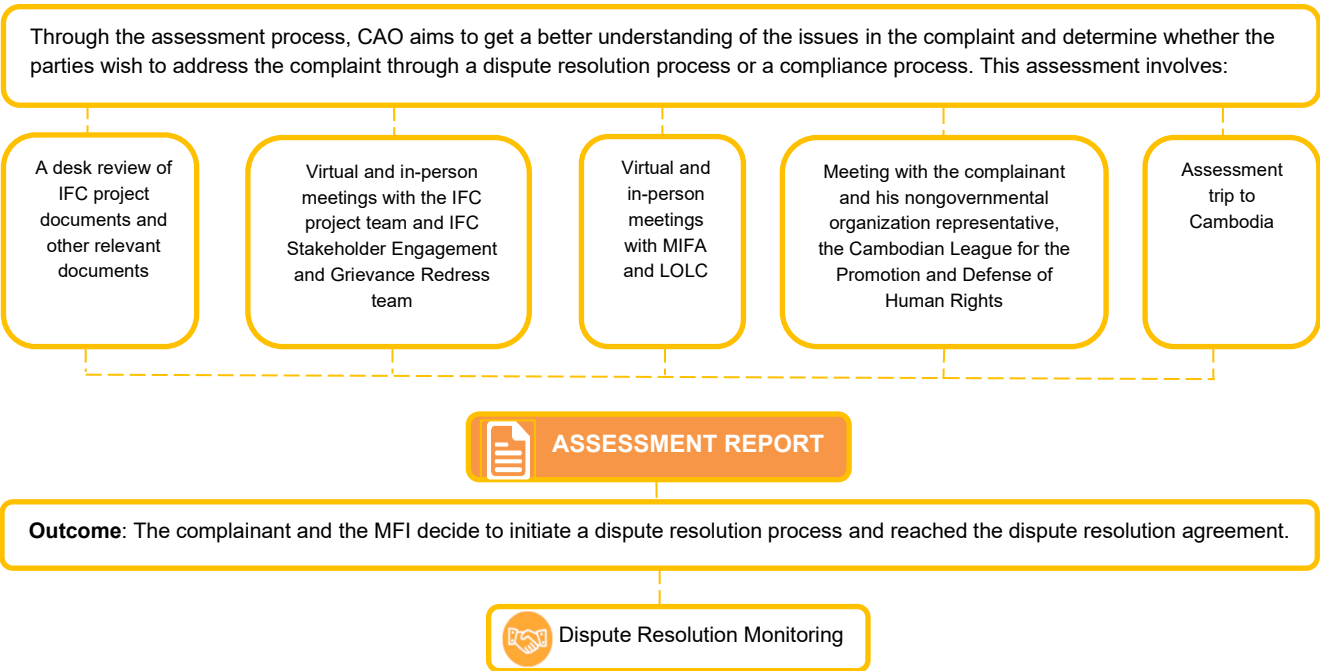 Through the assessment process, CAO aims to get a better understanding of the issues in the complaint and determine whether the
parties wish to address the complaint through a dispute resolution process or a compliance process. This assessment involves:
A desk review of
IFC project
documents and
other relevant
documents
Virtual and in-person
meetings with the IFC
project team and IFC
Stakeholder Engagement
and Grievance Redress
team
Virtual and
in-person
meetings
with MIFA
and LOLC
Meeting with the complainant
and his nongovernmental
organization representative,
the Cambodian League for the
Promotion and Defense of
Human Rights
Assessment
trip to
Cambodia
ASSESSMENT REPORT
Outcome: The complainant and the MFI decide to initiate a dispute resolution process and reached the dispute resolution agreement.
Dispute Resolution Monitoring